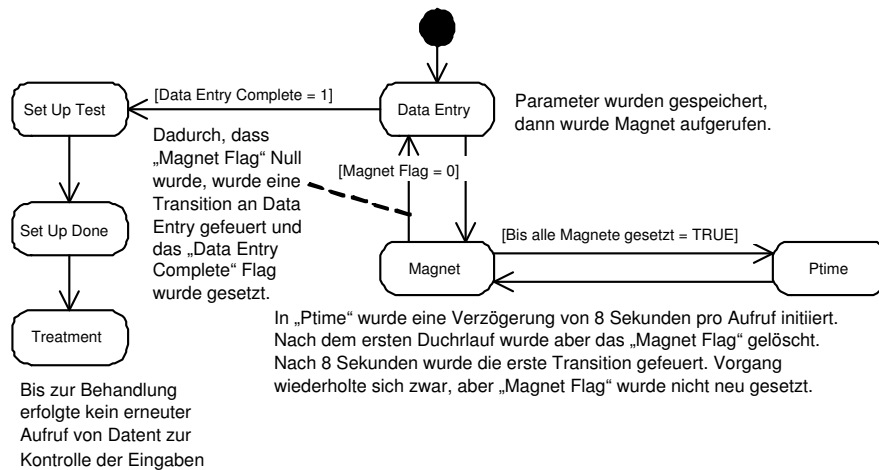 [Data Entry Complete = 1]
Set Up Test
Data Entry
Parameter wurden gespeichert,
dann wurde Magnet aufgerufen.
Dadurch, dass
„Magnet Flag“ Null
wurde, wurde eine
Transition an Data
Entry gefeuert und
das „Data Entry
Complete“ Flag
wurde gesetzt.
[Magnet Flag = 0]
Set Up Done
[Bis alle Magnete gesetzt = TRUE]
Magnet
Ptime
Treatment
In „Ptime“ wurde eine Verzögerung von 8 Sekunden pro Aufruf initiiert.
Nach dem ersten Duchrlauf wurde aber das „Magnet Flag“ gelöscht.
Nach 8 Sekunden wurde die erste Transition gefeuert. Vorgang
wiederholte sich zwar, aber „Magnet Flag“ wurde nicht neu gesetzt.
Bis zur Behandlung
erfolgte kein erneuter
Aufruf von Datent zur
Kontrolle der Eingaben